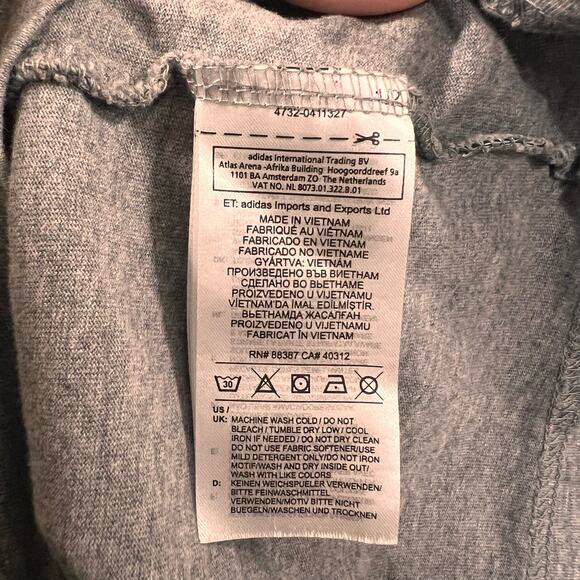 4732-0411327
adidas International Trading BV
Atlas Arena -Afrika Building Hoogoorddreef 9a
1101 BA Amsterdam ZO The Netherlands
VAT NO. NL 8073.01.322.B.01
ET: adidas Imports and Exports Ltd
MADE IN VIETNAM
FABRIQUÉ AU VIÊTNAM
FABRICADO EN VIETNAM
FABRICADO NO VIETNAME
GYÁRTVA: VIETNÁM
ПРОИЗВЕДЕНО ВЪВ ВИЕТНАМ
СДЕЛАНО ВО ВЬЕТНАМЕ
PROIZVEDENO U VIJETNAMU
VIETNAM'DA İMAL EDİLMİŞTİR.
ВЬЕТНАМДА ЖАСАЛҒАН
PROIZVEDENO U VIJETNAMU
FABRICAT ÎN VIETNAM
RN# 88387 CA# 40312
30
US /
UK: MACHINE WASH COLD / DO NOT
BLEACH / TUMBLE DRY LOW / COOL
IRON IF NEEDED / DO NOT DRY CLEAN
DO NOT USE FABRIC SOFTENER/USE
MILD DETERGENT ONLY/DO NOT IRON
MOTIF/WASH AND DRY INSIDE OUT/
WASH WITH LIKE COLORS
D: KEINEN WEICHSPUELER VERWENDEN/
BITTE FEINWASCHMITTEL
VERWENDEN/MOTIV BITTE NICHT
BUEGELN/WASCHEN UND TROCKNEN